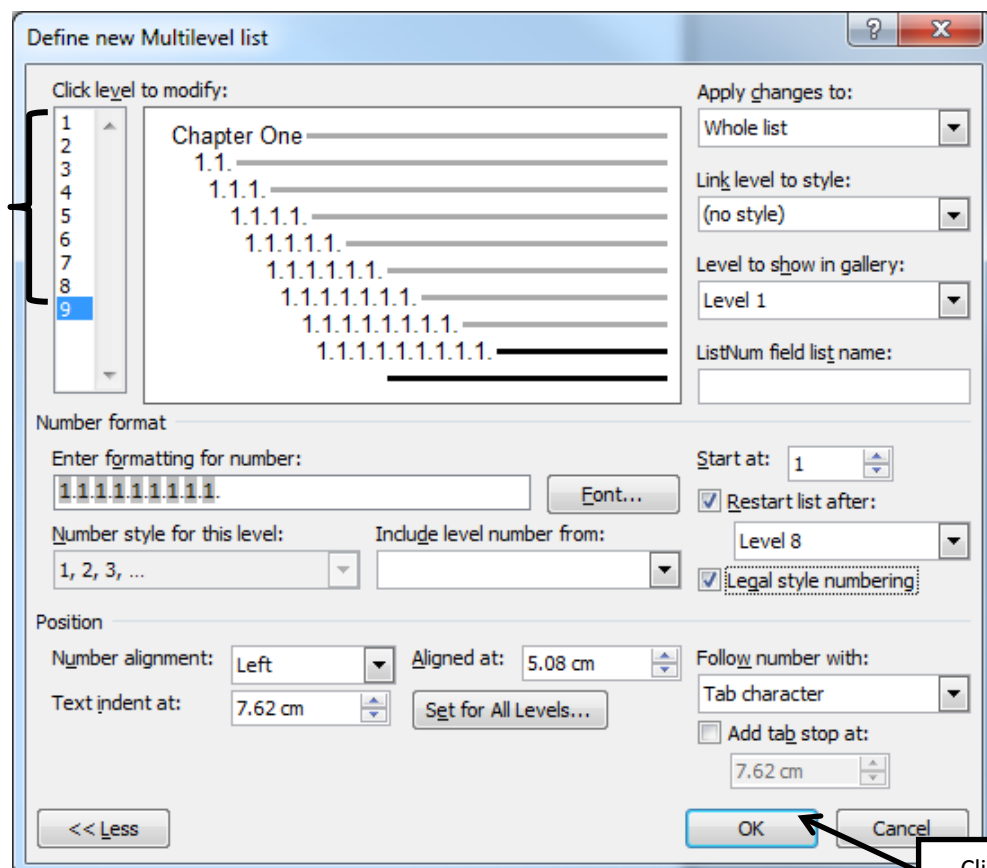 Define new Multilevel list
?
X
Click level to modify:
1
2
3
4
5
6
7
8
9
Chapter One
1.1.
1.1.1.
1.1.1.1.
1.1.1.1.1.
1.1.1.1.1.1.
1.1.1.1.1.1.1.
1.1.1.1.1.1.1.1.
1.1.1.1.1.1.1.1.1.
Apply changes to:
Whole list
Link level to style:
(no style)
Level to show in gallery:
Level 1
ListNum field list name:
Number format
Enter formatting for number:
1.1.1.1.1.1.1.1.1.
Font...
Number style for this level:
1, 2, 3, ...
Include level number from:
Start at:
1
Restart list after:
Level 8
Legal style numbering
Position
Number alignment:
Left
Aligned at:
5.08 cm
Text indent at:
7.62 cm
Set for All Levels...
Follow number with:
Tab character
Add tab stop at:
7.62 cm
<< Less
OK
Cancel